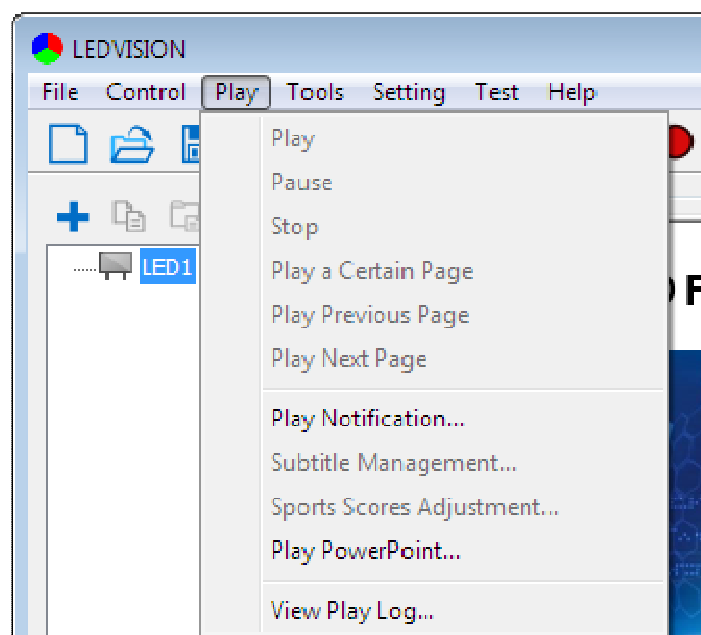 LEDVISION
File Control Play Tools Setting Test Help
Play
Pause
Stop
LED1
Play a Certain Page
Play Previous Page
F
Play Next Page
Play Notification...
Subtitle Management...
Sports Scores Adjustment...
Play PowerPoint...
View Play Log...